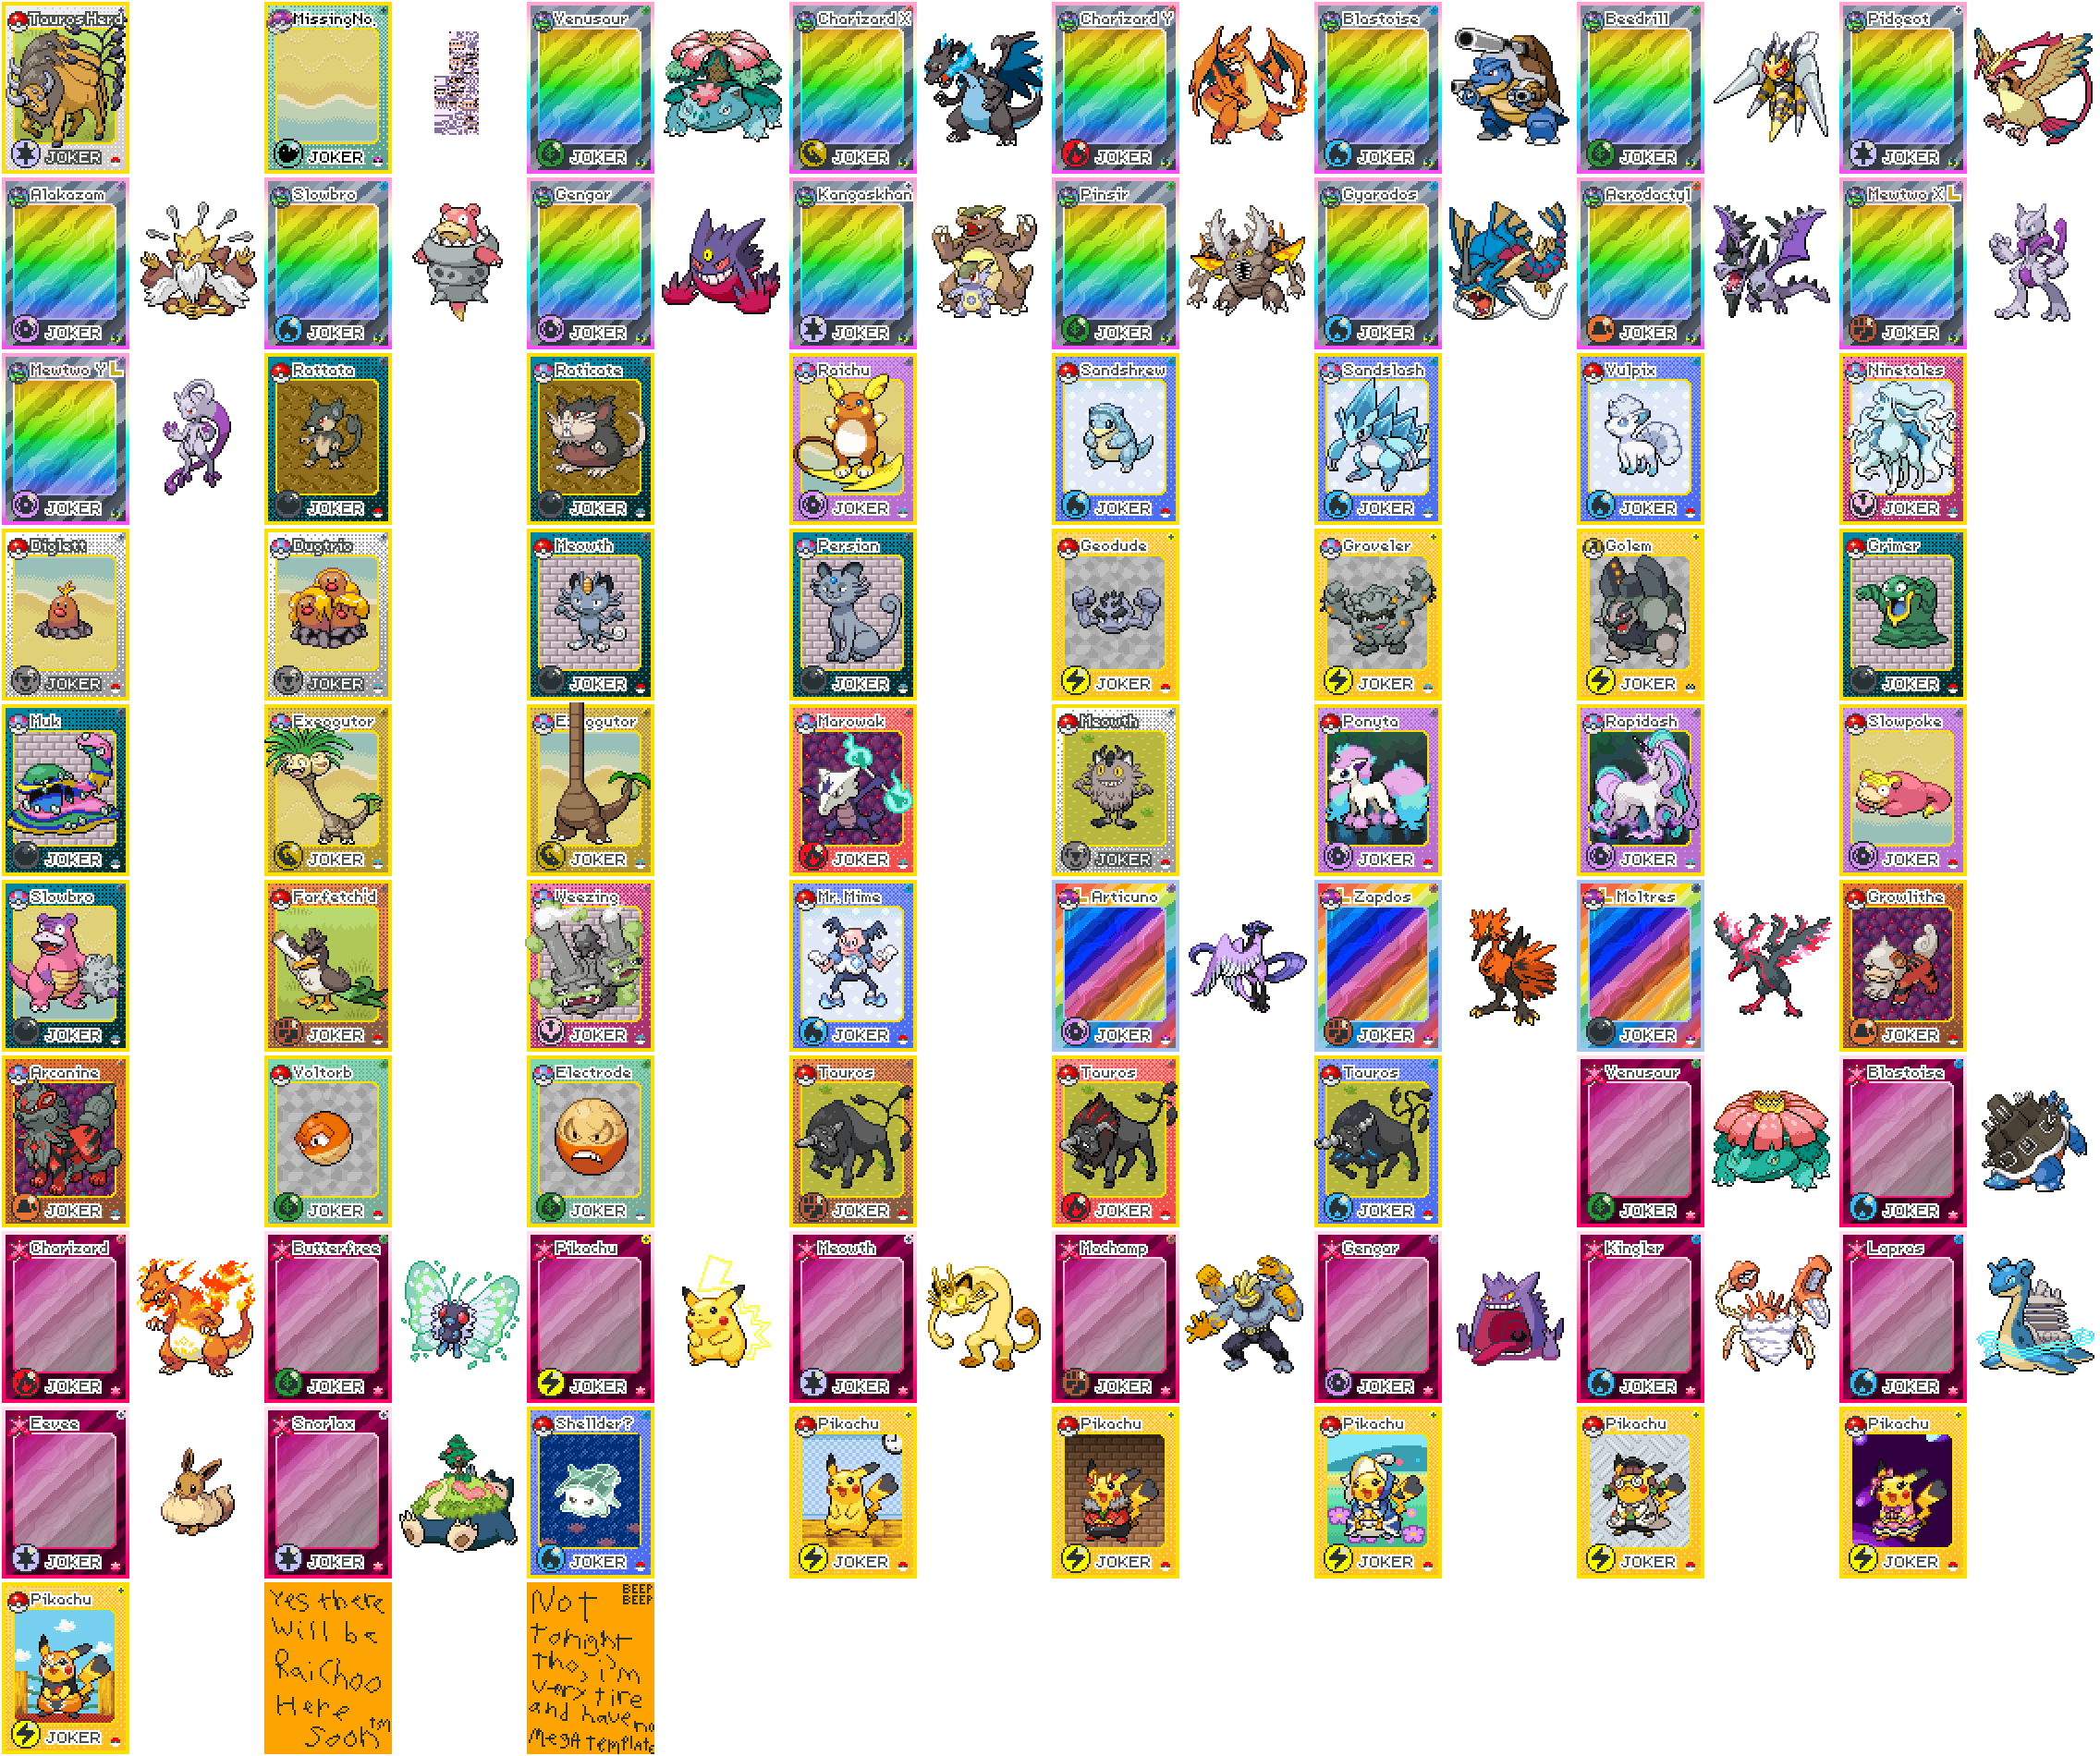 TaurosHerd
JOKER
MissingNo.
JOKER
Venusaur
JOKER
Charizard X
JOKER
Charizard Y
JOKER
Blastoise
JOKER
Beedrill
JOKER
Pidgeot
JOKER
Alakazam
JOKER
Slowbro
JOKER
Gengar
JOKER
Kangaskhan
JOKER
Pinsir
JOKER
Gyarados
JOKER
Aerodactyl
JOKER
Mewtwo X L
JOKER
Mewtwo Y L
JOKER
Rattata
JOKER
Raticate
JOKER
Raichu
JOKER
Sandshrew
JOKER
Sandslash
JOKER
Vulpix
JOKER
Ninetales
JOKER
Diglett
JOKER
Dugtrio
JOKER
Meowth
JOKER
Persian
JOKER
Geodude
JOKER
Graveler
JOKER
Golem
JOKER
Grimer
JOKER
Muk
JOKER
Exeggutor
JOKER
Exeggutor
JOKER
Marowak
JOKER
Meowth
JOKER
Ponyta
JOKER
Rapidash
JOKER
Slowpoke
JOKER
Slowbro
JOKER
Farfetchid
JOKER
Weezing
JOKER
Mr. Mime
JOKER
L Articuno
JOKER
L Zapdos
JOKER
L Moltres
JOKER
Growlithe
JOKER
Arcanine
JOKER
Voltorb
JOKER
Electrode
JOKER
Tauros
JOKER
Tauros
JOKER
Tauros
JOKER
Venusaur
JOKER
Blastoise
JOKER
Charizard
JOKER
Butterfree
JOKER
Pikachu
JOKER
Meowth
JOKER
Machamp
JOKER
Gengar
JOKER
Kingler
JOKER
Lapras
JOKER
Eevee
JOKER
Snorlax
JOKER
Shellder?
JOKER
Pikachu
JOKER
Pikachu
JOKER
Pikachu
JOKER
Pikachu
JOKER
Pikachu
JOKER
Pikachu
JOKER
Yes there
Will be
RaiChoo
Here
Soon™
BEEP
BEEP
Not
tonight
tho, i'm
very tire
and have no
MegA tempLAte